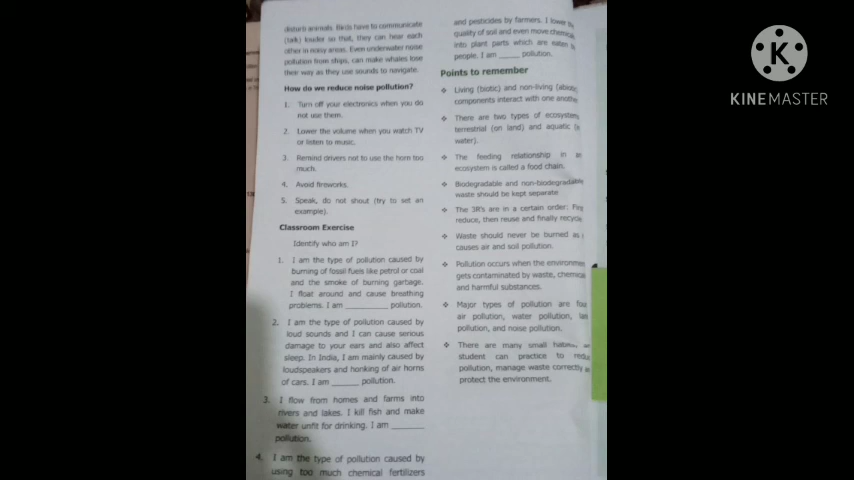 disturb animals. Birds have to communicate
(talk) louder so that, they can hear each
other in noisy areas. Even underwater noise
pollution from ships, can make whales lose
their way as they use sounds to navigate.
How do we reduce noise pollution?
1. Turn off your electronics when you do
not use them.
2. Lower the volume when you watch TV
or listen to music.
3. Remind drivers not to use the horn too
much.
4. Avoid fireworks.
5. Speak, do not shout (try to set an
example).
Classroom Exercise
Identify who am I?
1. I am the type of pollution caused by
burning of fossil fuels like petrol or coal
and the smoke of burning garbage.
I float around and cause breathing
problems. I am __________ pollution.
2. I am the type of pollution caused by
loud sounds and I can cause serious
damage to your ears and also affect
sleep. In India, I am mainly caused by
loudspeakers and honking of air horns
of cars. I am ______ pollution.
3. I flow from homes and farms into
rivers and lakes. I kill fish and make
water unfit for drinking. I am _______
pollution.
4. I am the type of pollution caused by
using too much chemical fertilizers
and pesticides by farmers. I lower
quality of soil and even move
into plant parts which are eaten
people. I am _____ pollution.
Points to remember
❖ Living (biotic) and non-living
components interact with one
❖ There are two types of
terrestrial (on land) and aquatic
water).
❖ The feeding relationship in
ecosystem is called a food chain.
❖ Biodegradable and non-biodegradable
waste should be kept separate
❖ The 3R's are in a certain order:
reduce, then reuse and finally
❖ Waste should never be burned as
causes air and soil pollution.
❖ Pollution occurs when the
gets contaminated by waste,
and harmful substances.
❖ Major types of pollution are
air pollution, water pollution,
pollution, and noise pollution.
❖ There are many small
student can practice to
pollution, manage waste correctly
protect the environment.
K
KINEMASTER